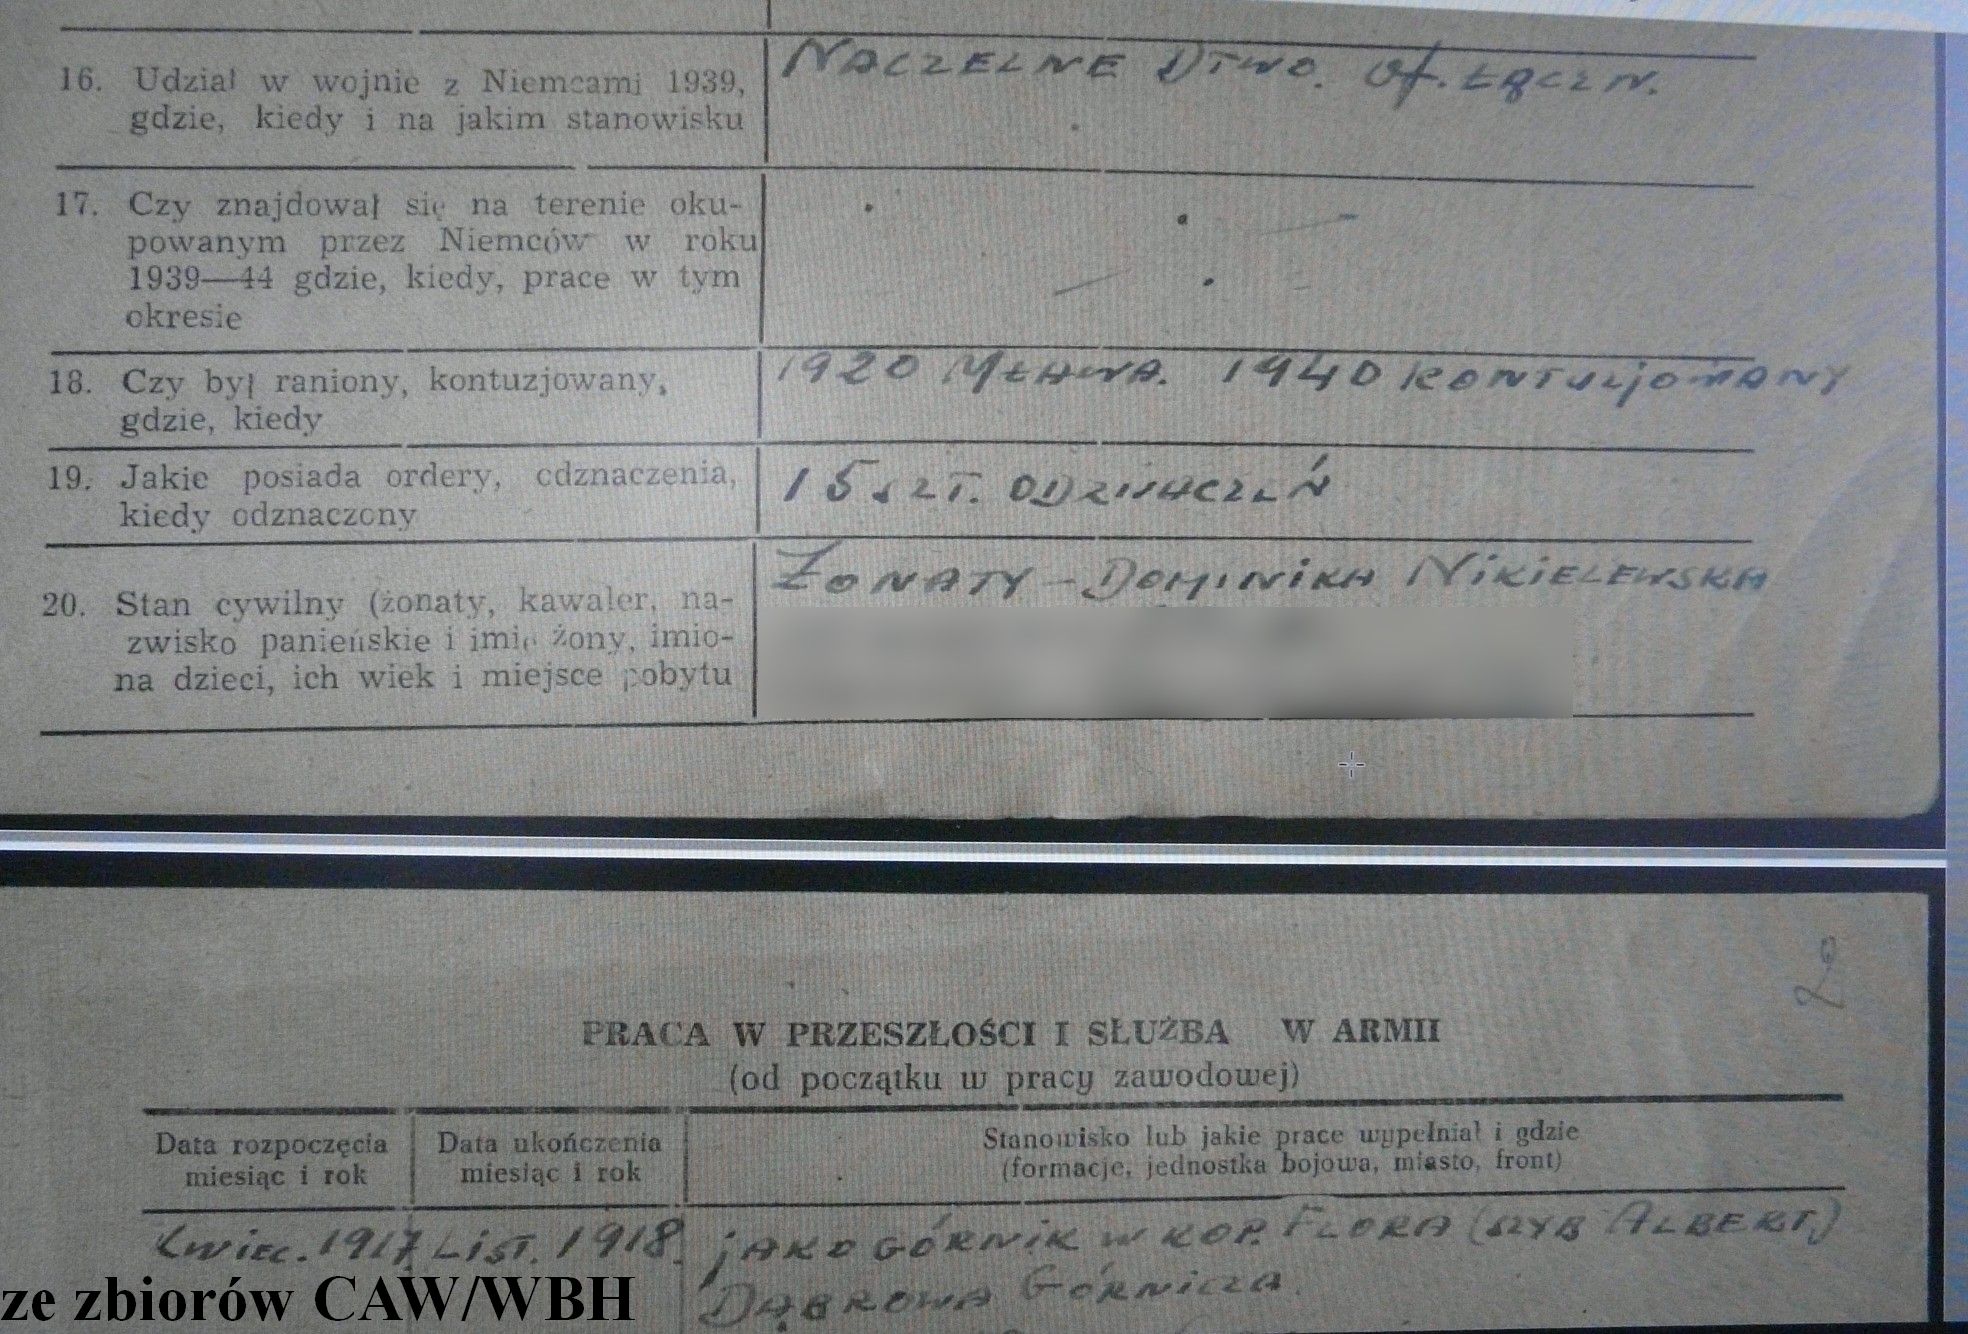 16. Udział w wojnie z Niemcami 1939,
gdzie, kiedy i na jakim stanowisku
NACZELNE DTWO. Of. ŁĄCZN.
17. Czy znajdował się na terenie oku-
powanym przez Niemców w roku
1939—44 gdzie, kiedy, prace w tym
okresie
18. Czy był raniony, kontuzjowany,
gdzie, kiedy
1920 MŁAWA. 1940 KONTUZJOWANY
19. Jakie posiada ordery, odznaczenia,
kiedy odznaczony
15 SZT. ODZNACZEŃ
20. Stan cywilny (żonaty, kawaler, na-
zwisko panieńskie i imię żony, imio-
na dzieci, ich wiek i miejsce pobytu
ŻONATY – DOMINIKA NIKIELEWSKA
20
PRACA W PRZESZŁOŚCI I SŁUŻBA W ARMII
(od początku w pracy zawodowej)
Data rozpoczęcia
miesiąc i rok
Data ukończenia
miesiąc i rok
Stanowisko lub jakie prace wypełniał i gdzie
(formacje, jednostka bojowa, miasto, front)
KWIEC. 1917 LIST. 1918. JAKO GÓRNIK W KOP. FLORA (SZYB ALBERT.)
DĄBROWA GÓRNICZA.
ze zbiorów CAW/WBH